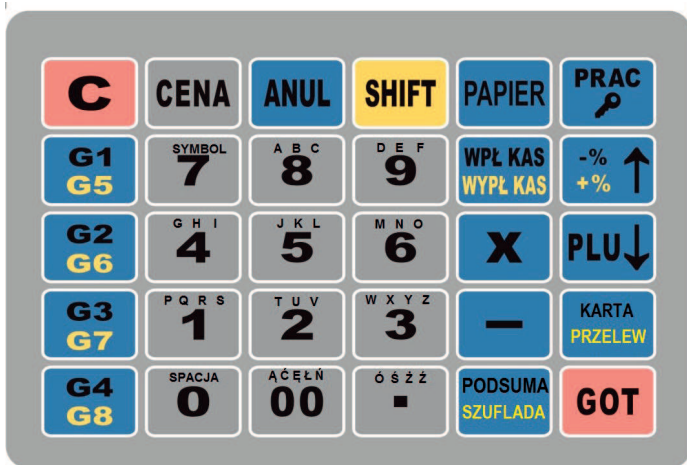 C CENA ANUL SHIFT PAPIER PRAC
G1 G5 SYMBOL 7 A B C 8 D E F 9 WPŁ KAS WYPŁ KAS -% +% ↑
G2 G6 G H I 4 J K L 5 M N O 6 X PLU↓
G3 G7 P Q R S 1 T U V 2 W X Y Z 3 – KARTA PRZELEW
G4 G8 SPACJA 0 ĄĆĘŁŃ 00 Ó Ś Ż Ź . PODSUMA SZUFLADA GOT